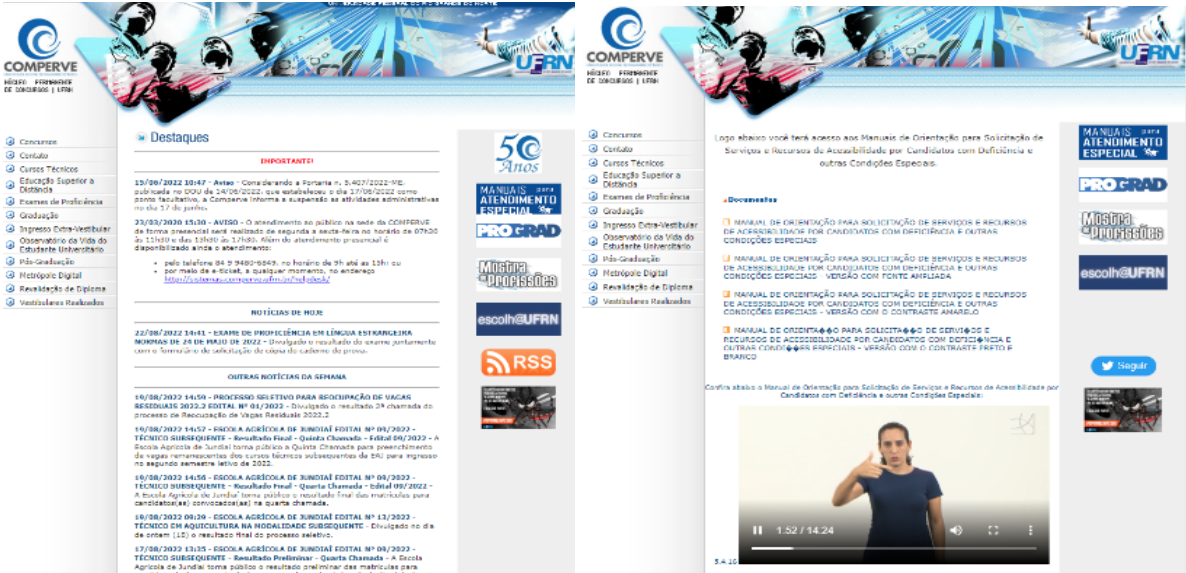 UNIVERSIDADE FEDERAL DO RIO GRANDE DO NORTE
COMPERVE
NÚCLEO PERMANENTE
DE CONCURSOS | UFRN
UFRN
Concursos
Contato
Cursos Técnicos
Educação Superior a
Distância
Exames de Proficiência
Graduação
Ingresso Extra-Vestibular
Observatório da Vida do
Estudante Universitário
Pós-Graduação
Metrópole Digital
Revalidação de Diploma
Vestibulares Realizados
Destaques
IMPORTANTE!
15/06/2022 10:47 - Aviso - Considerando a Portaria n. 5.407/2022-ME,
publicada no DOU de 14/06/2022, que estabeleceu o dia 17/06/2022 como
ponto facultativo, a Comperve informa a suspensão as atividades administrativas
no dia 17 de junho.
23/03/2020 15:30 - AVISO - O atendimento ao público na sede da COMPERVE
de forma presencial será realizado de segunda a sexta-feira no horário de 07h30
às 11h30 e das 13h30 às 17h30. Além do atendimento presencial é
disponibilizado ainda o atendimento:
• pelo telefone 84 9 9480-6849, no horário de 9h até as 15h; ou
• por meio de e-ticket, a qualquer momento, no endereço
http://sistemas.comperve.ufrn.br/helpdesk/
NOTÍCIAS DE HOJE
22/08/2022 14:41 - EXAME DE PROFICIÊNCIA EM LÍNGUA ESTRANGEIRA
NORMAS DE 24 DE MAIO DE 2022 - Divulgado o resultado do exame juntamente
com o formulário de solicitação de cópia do caderno de prova.
OUTRAS NOTÍCIAS DA SEMANA
19/08/2022 14:59 - PROCESSO SELETIVO PARA REOCUPAÇÃO DE VAGAS
RESIDUAIS 2022.2 EDITAL Nº 01/2022 - Divulgado o resultado 2ª chamada do
processo de Reocupação de Vagas Residuais 2022.2
19/08/2022 14:57 - ESCOLA AGRÍCOLA DE JUNDIAÍ EDITAL Nº 09/2022 -
TÉCNICO SUBSEQUENTE - Resultado Final - Quinta Chamada - Edital 09/2022 - A
Escola Agrícola de Jundiaí torna público a Quinta Chamada para preenchimento
de vagas remanescentes dos cursos técnicos subsequentes da EAJ para ingresso
no segundo semestre letivo de 2022.
19/08/2022 14:56 - ESCOLA AGRÍCOLA DE JUNDIAÍ EDITAL Nº 09/2022 -
TÉCNICO SUBSEQUENTE - Resultado Final - Quarta Chamada - Edital 09/2022 -
A Escola Agrícola de Jundiaí torna público o resultado final das matrículas para
candidatos(as) convocados(as) na quarta chamada.
19/08/2022 09:29 - ESCOLA AGRÍCOLA DE JUNDIAÍ EDITAL Nº 13/2022 -
TÉCNICO EM AQUICULTURA NA MODALIDADE SUBSEQUENTE - Divulgado no dia
de ontem (18) o resultado final do processo seletivo.
17/08/2022 13:35 - ESCOLA AGRÍCOLA DE JUNDIAÍ EDITAL Nº 09/2022 -
TÉCNICO SUBSEQUENTE - Resultado Preliminar - Quarta Chamada - A Escola
Agrícola de Jundiaí torna público o resultado preliminar das matrículas para
50
Anos
MANUAIS para
ATENDIMENTO
ESPECIAL
PROGRAD
Mostra
de Profissões
escolh@UFRN
RSS
COMPERVE
NÚCLEO PERMANENTE
DE CONCURSOS | UFRN
UFRN
Concursos
Contato
Cursos Técnicos
Educação Superior a
Distância
Exames de Proficiência
Graduação
Ingresso Extra-Vestibular
Observatório da Vida do
Estudante Universitário
Pós-Graduação
Metrópole Digital
Revalidação de Diploma
Vestibulares Realizados
Logo abaixo você terá acesso aos Manuais de Orientação para Solicitação de
Serviços e Recursos de Acessibilidade por Candidatos com Deficiência e
outras Condições Especiais.
Documentos
MANUAL DE ORIENTAÇÃO PARA SOLICITAÇÃO DE SERVIÇOS E RECURSOS
DE ACESSIBILIDADE POR CANDIDATOS COM DEFICIÊNCIA E OUTRAS
CONDIÇÕES ESPECIAIS
MANUAL DE ORIENTAÇÃO PARA SOLICITAÇÃO DE SERVIÇOS E RECURSOS
DE ACESSIBILIDADE POR CANDIDATOS COM DEFICIÊNCIA E OUTRAS
CONDIÇÕES ESPECIAIS - VERSÃO COM FONTE AMPLIADA
MANUAL DE ORIENTAÇÃO PARA SOLICITAÇÃO DE SERVIÇOS E RECURSOS
DE ACESSIBILIDADE POR CANDIDATOS COM DEFICIÊNCIA E OUTRAS
CONDIÇÕES ESPECIAIS - VERSÃO COM O CONTRASTE AMARELO
MANUAL DE ORIENTA��O PARA SOLICITA��O DE SERVI�OS E
RECURSOS DE ACESSIBILIDADE POR CANDIDATOS COM DEFICI�NCIA E
OUTRAS CONDI��ES ESPECIAIS - VERSÃO COM O CONTRASTE PRETO E
BRANCO
Confira abaixo o Manual de Orientação para Solicitação de Serviços e Recursos de Acessibilidade por
Candidatos com Deficiência e outras Condições Especiais:
1:52 / 14:24
5.4.16
MANUAIS para
ATENDIMENTO
ESPECIAL
PROGRAD
Mostra
de Profissões
escolh@UFRN
Seguir